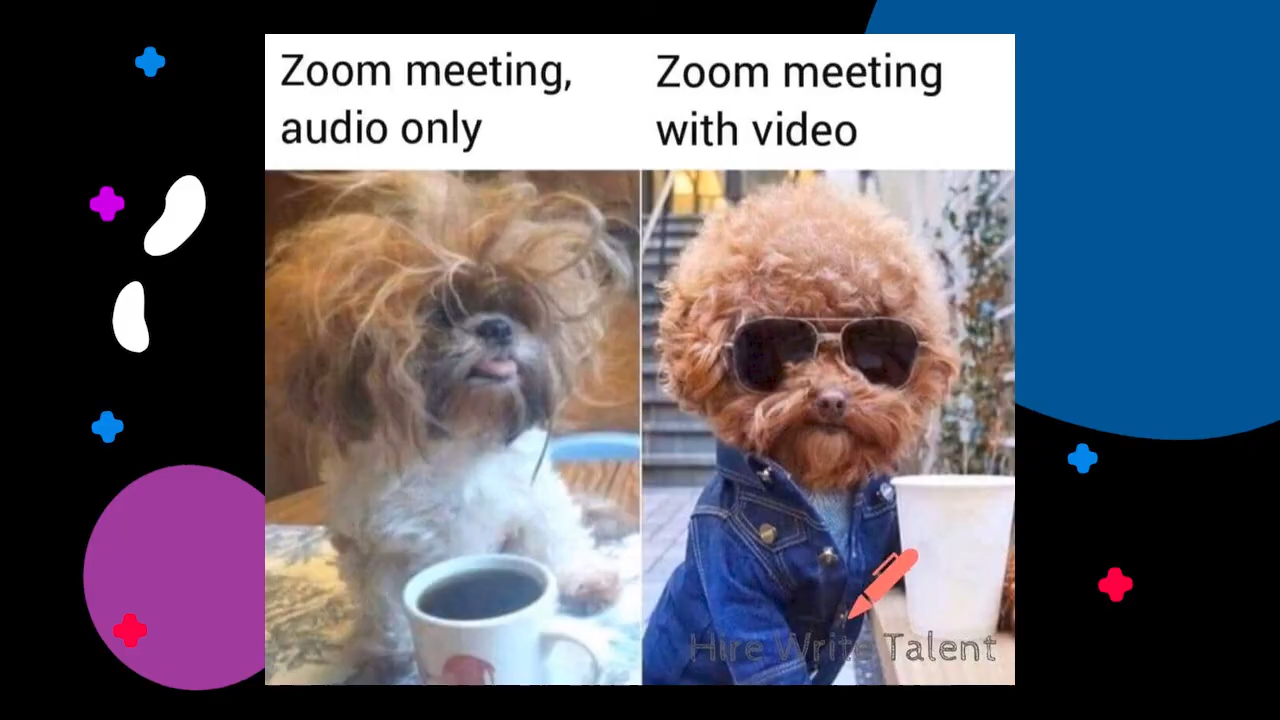 Zoom meeting,
audio only
Zoom meeting
with video
Hire Write Talent